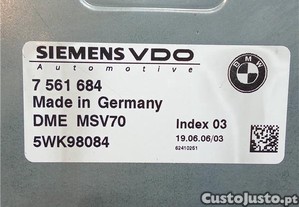 SIEMENS VDO
Automotive
BMW
7 561 684
Made in Germany
DME MSV70
Index 03
5WK98084
19.06.06/03
62410251
CustoJusto.pt